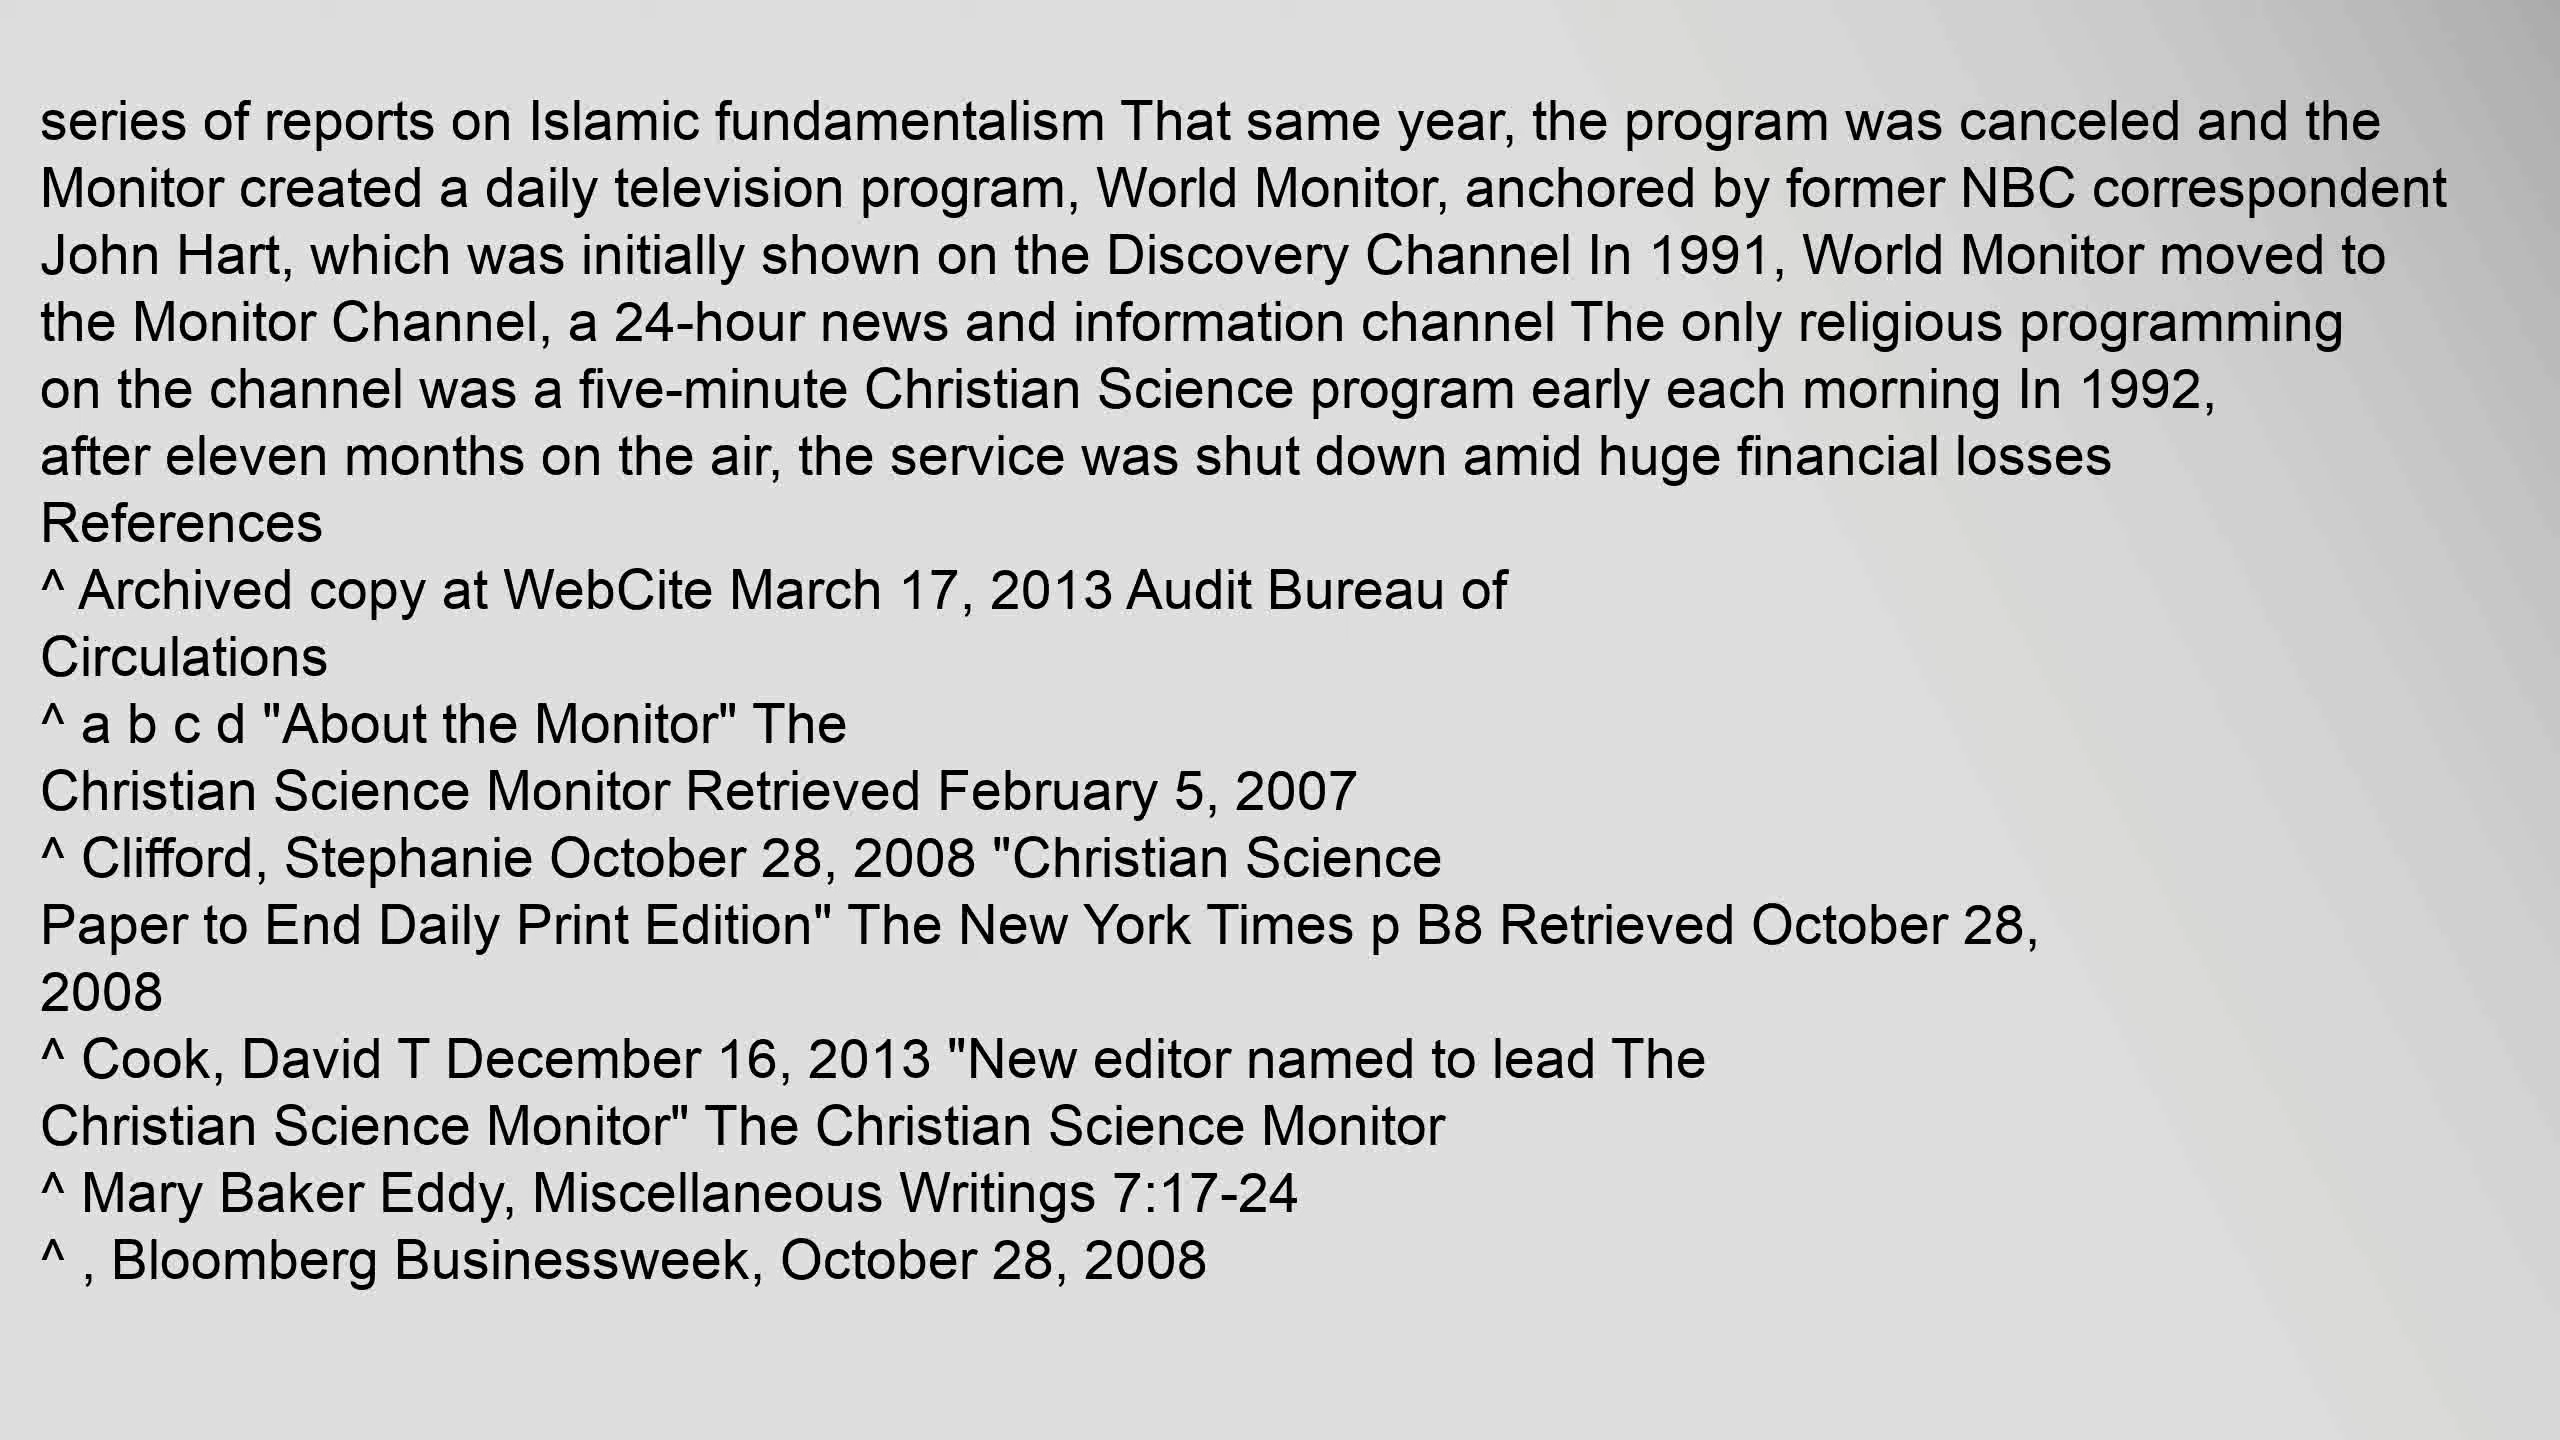 series of reports on Islamic fundamentalism That same year, the program was canceled and the
Monitor created a daily television program, World Monitor, anchored by former NBC correspondent
John Hart, which was initially shown on the Discovery Channel In 1991, World Monitor moved to
the Monitor Channel, a 24-hour news and information channel The only religious programming
on the channel was a five-minute Christian Science program early each morning In 1992,
after eleven months on the air, the service was shut down amid huge financial losses
References
^ Archived copy at WebCite March 17, 2013 Audit Bureau of
Circulations
^ a b c d "About the Monitor" The
Christian Science Monitor Retrieved February 5, 2007
^ Clifford, Stephanie October 28, 2008 "Christian Science
Paper to End Daily Print Edition" The New York Times p B8 Retrieved October 28,
2008
^ Cook, David T December 16, 2013 "New editor named to lead The
Christian Science Monitor" The Christian Science Monitor
^ Mary Baker Eddy, Miscellaneous Writings 7:17-24
^ , Bloomberg Businessweek, October 28, 2008